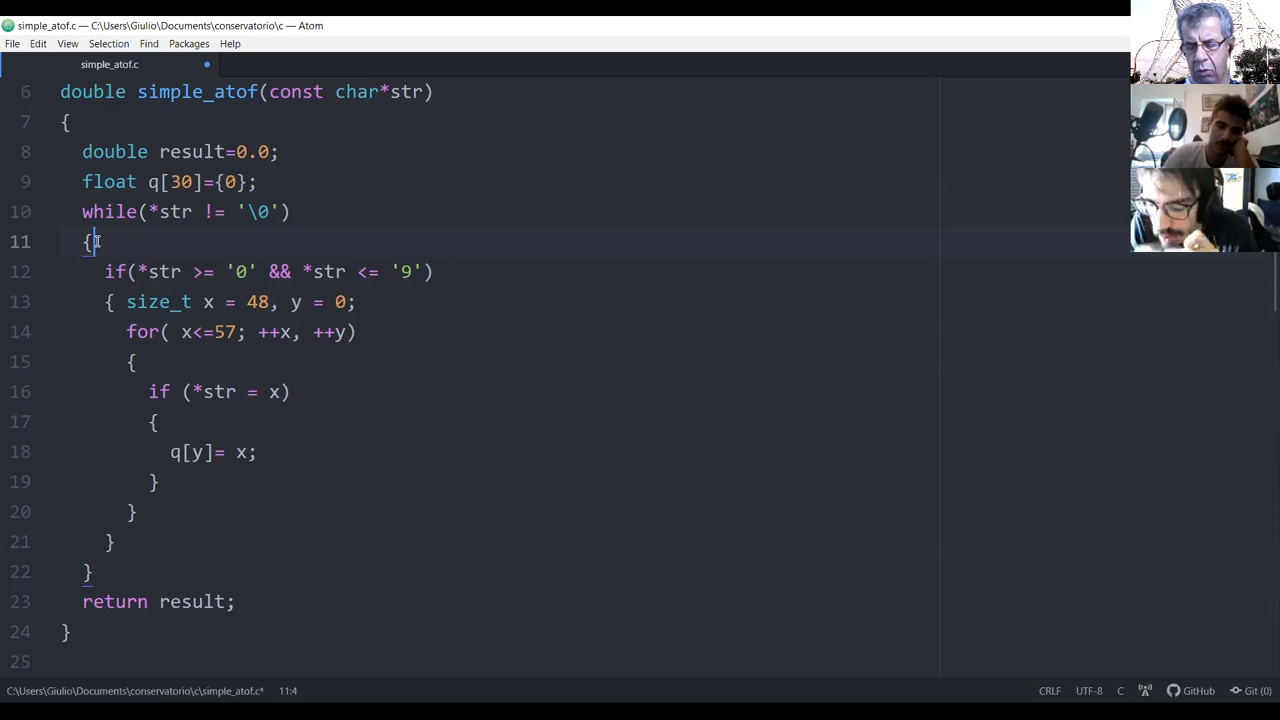 simple_atof.c — C:\Users\Giulio\Documents\conservatorio\c — Atom
File Edit View Selection Find Packages Help
simple_atof.c
6 double simple_atof(const char*str)
7 {
8 double result=0.0;
9 float q[30]={0};
10 while(*str != '\0')
11 {
12 if(*str >= '0' && *str <= '9')
13 { size_t x = 48, y = 0;
14 for( x<=57; ++x, ++y)
15 {
16 if (*str = x)
17 {
18 q[y]= x;
19 }
20 }
21 }
22 }
23 return result;
24 }
25
C:\Users\Giulio\Documents\conservatorio\c\simple_atof.c* 11:4 CRLF UTF-8 C GitHub Git (0)